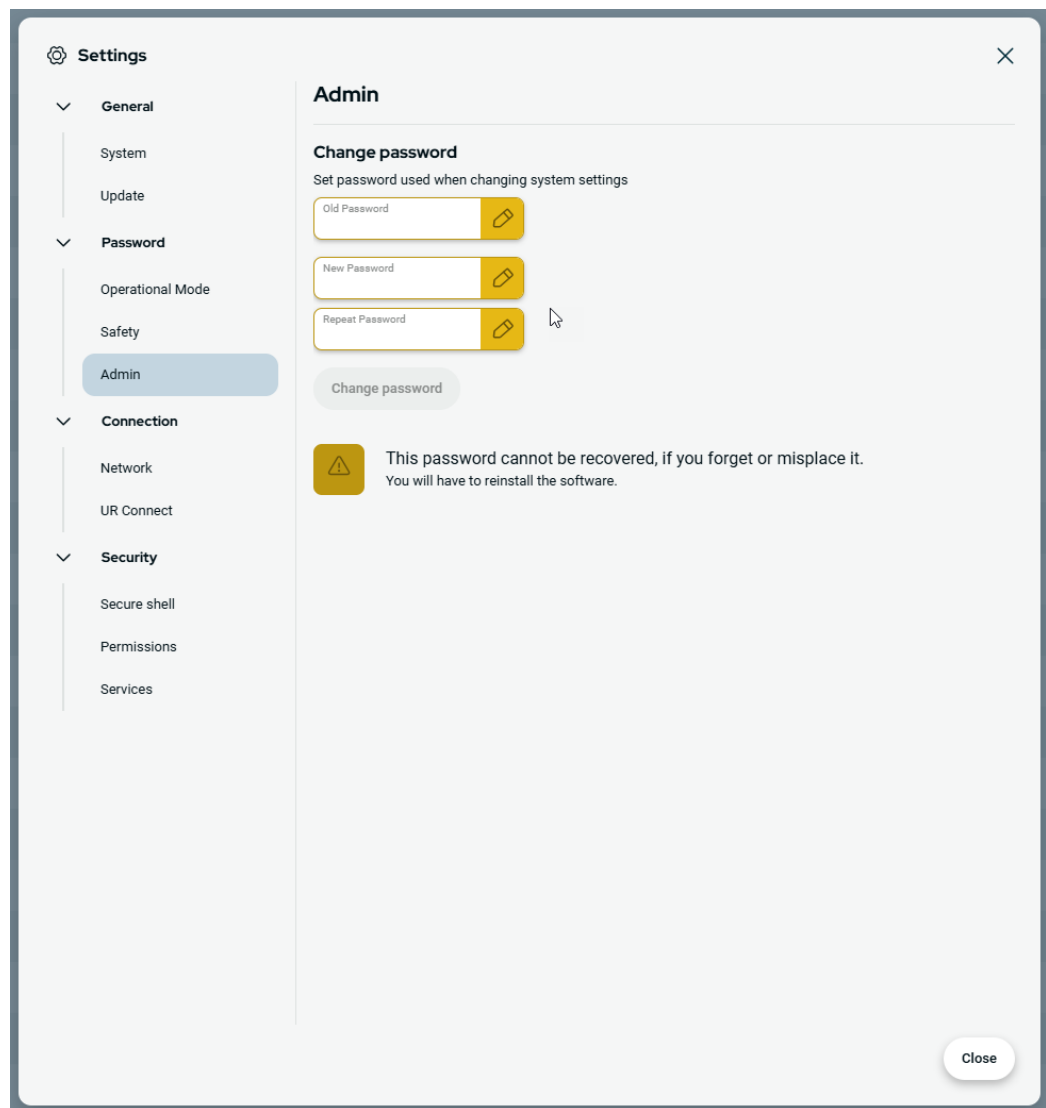 Settings
General
System
Update
Password
Operational Mode
Safety
Admin
Connection
Network
UR Connect
Security
Secure shell
Permissions
Services
Admin
Change password
Set password used when changing system settings
Old Password
New Password
Repeat Password
Change password
This password cannot be recovered, if you forget or misplace it.
You will have to reinstall the software.
Close